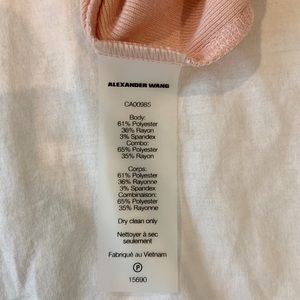 ALEXANDER WANG
CA00985
Body:
61% Polyester
36% Rayon
3% Spandex
Combo:
65% Polyester
35% Rayon
Corps:
61% Polyester
36% Rayonne
3% Spandex
Combinaison:
65% Polyester
35% Rayonne
Dry clean only
Nettoyer à sec
seulement
Fabriqué au Vietnam
P
15690